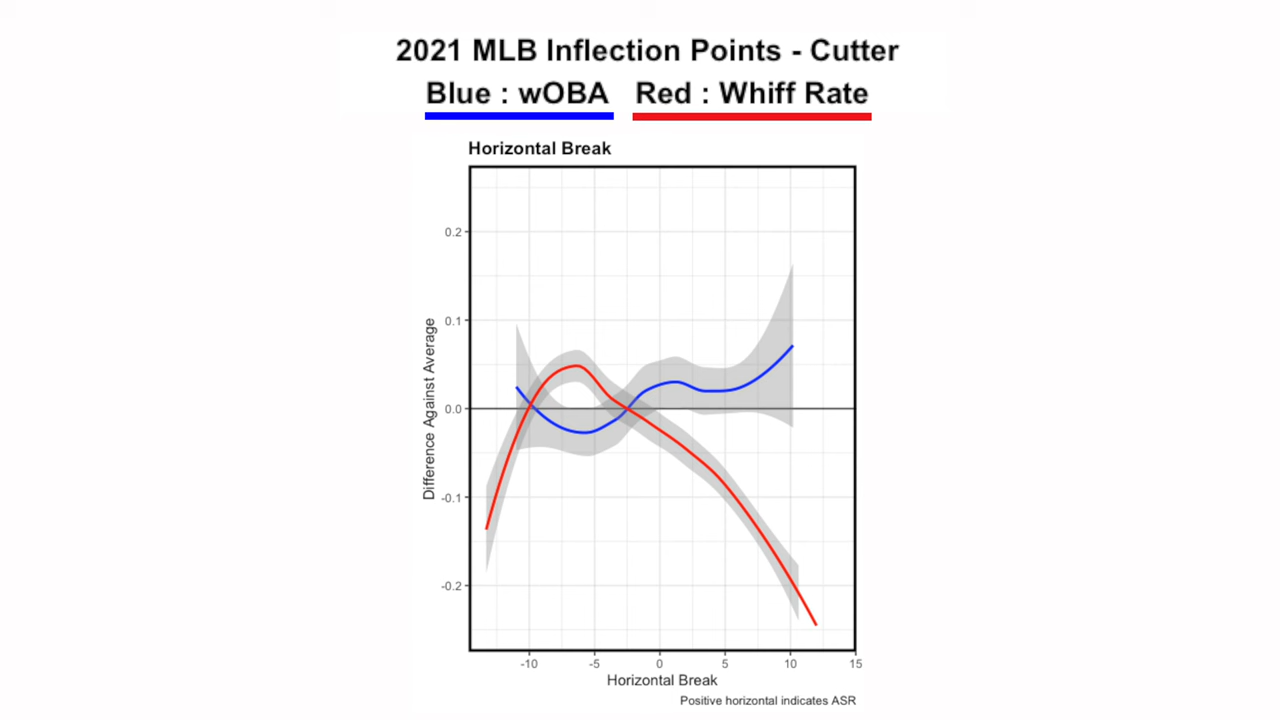 2021 MLB Inflection Points - Cutter
Blue : wOBA Red : Whiff Rate
Horizontal Break
0.2
0.1
0.0
-0.1
-0.2
Difference Against Average
-10 -5 0 5 10 15
Horizontal Break
Positive horizontal indicates ASR